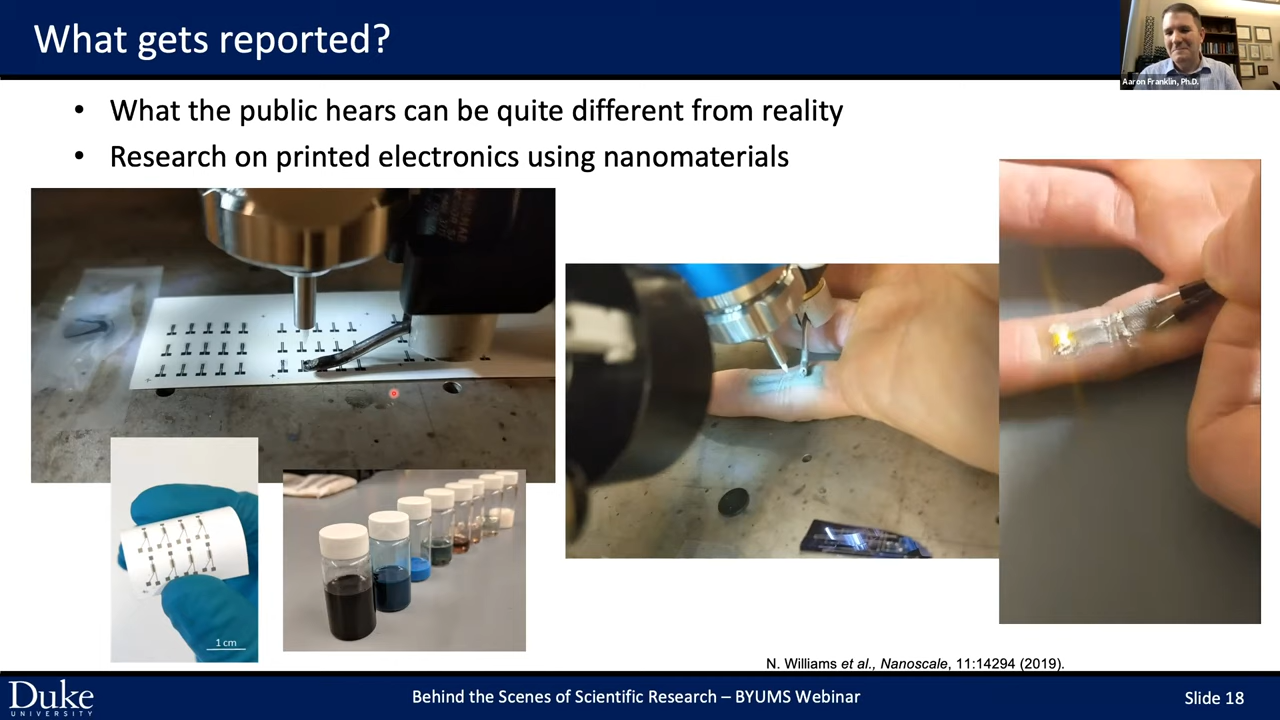 What gets reported?
Aaron Franklin, Ph.D.
• What the public hears can be quite different from reality
• Research on printed electronics using nanomaterials
1 cm
N. Williams et al., Nanoscale, 11:14294 (2019).
Duke
UNIVERSITY
Behind the Scenes of Scientific Research – BYUMS Webinar
Slide 18